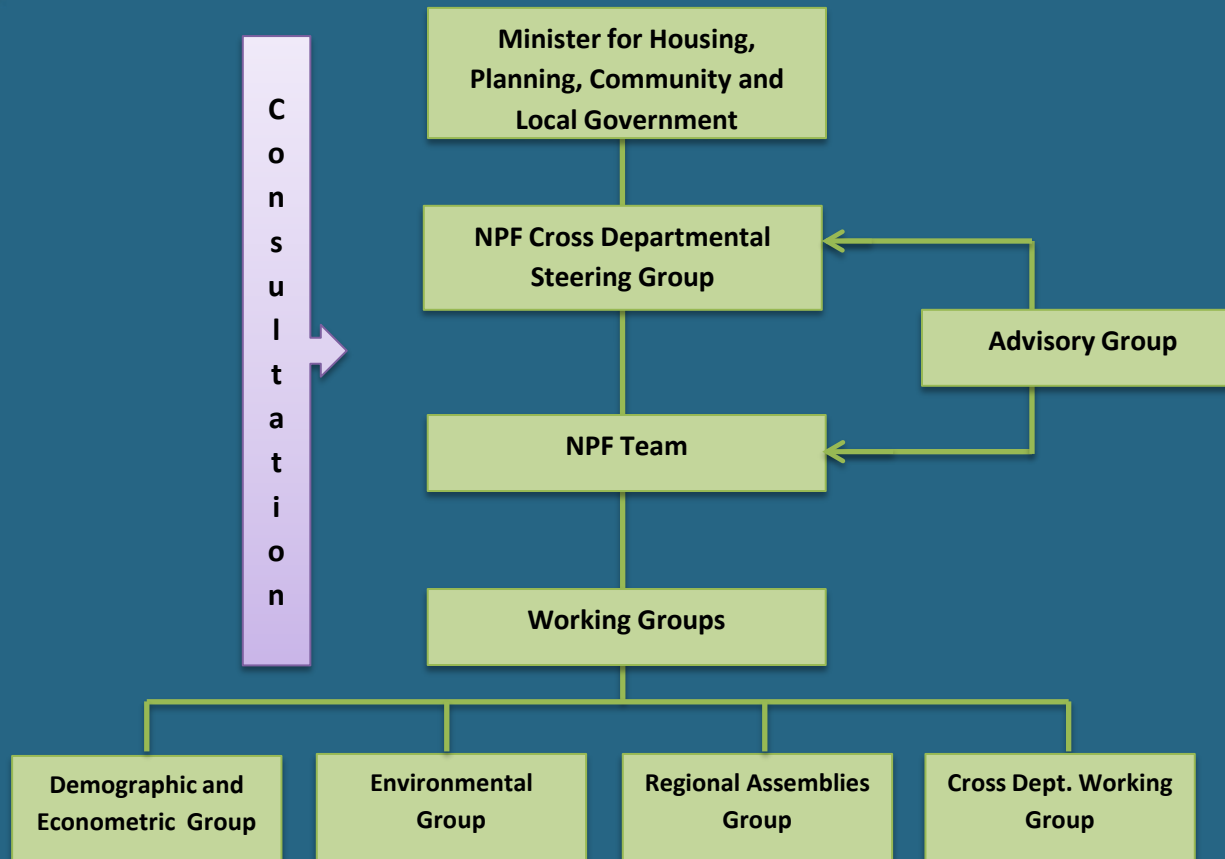 Minister for Housing,
Planning, Community and
Local Government
Consultation
NPF Cross Departmental
Steering Group
Advisory Group
NPF Team
Working Groups
Demographic and
Econometric Group
Environmental
Group
Regional Assemblies
Group
Cross Dept. Working
Group